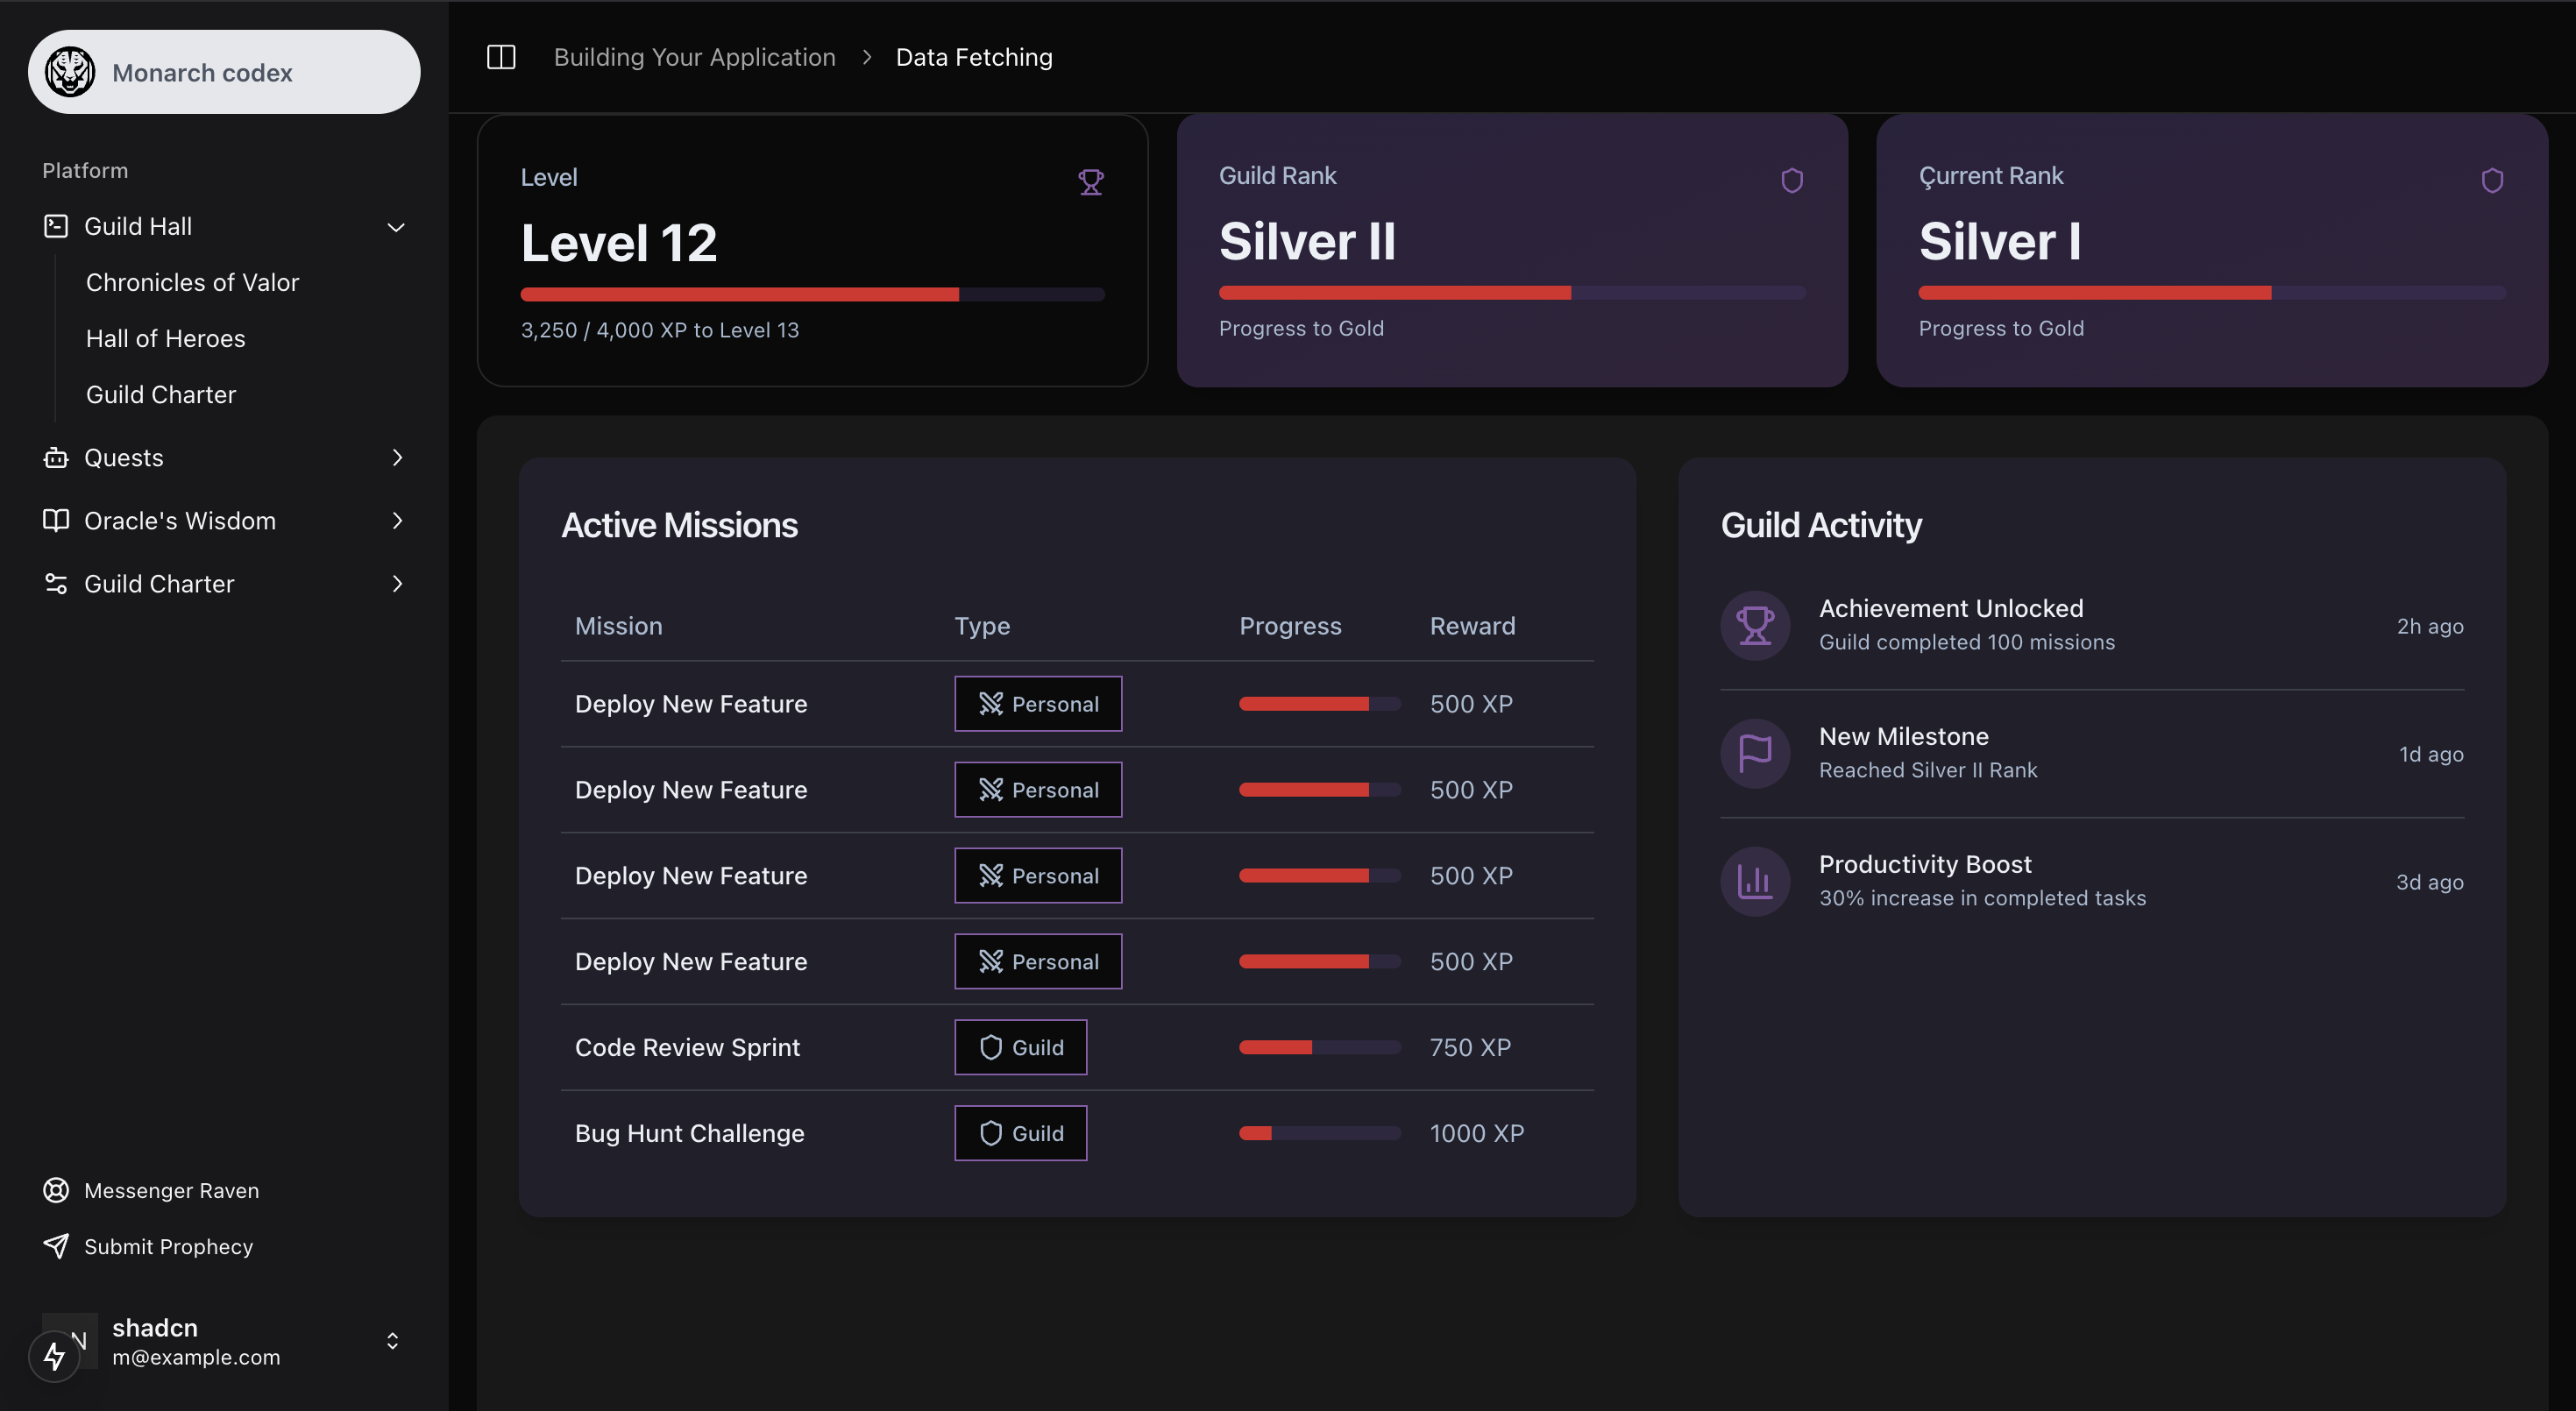 Monarch codex
Platform
Guild Hall
Chronicles of Valor
Hall of Heroes
Guild Charter
Quests
Oracle's Wisdom
Guild Charter
Messenger Raven
Submit Prophecy
N
shadcn
m@example.com
Building Your Application > Data Fetching
Level
Level 12
3,250 / 4,000 XP to Level 13
Guild Rank
Silver II
Progress to Gold
Çurrent Rank
Silver I
Progress to Gold
Active Missions
Mission Type Progress Reward
Deploy New Feature Personal 500 XP
Deploy New Feature Personal 500 XP
Deploy New Feature Personal 500 XP
Deploy New Feature Personal 500 XP
Code Review Sprint Guild 750 XP
Bug Hunt Challenge Guild 1000 XP
Guild Activity
Achievement Unlocked
Guild completed 100 missions
2h ago
New Milestone
Reached Silver II Rank
1d ago
Productivity Boost
30% increase in completed tasks
3d ago